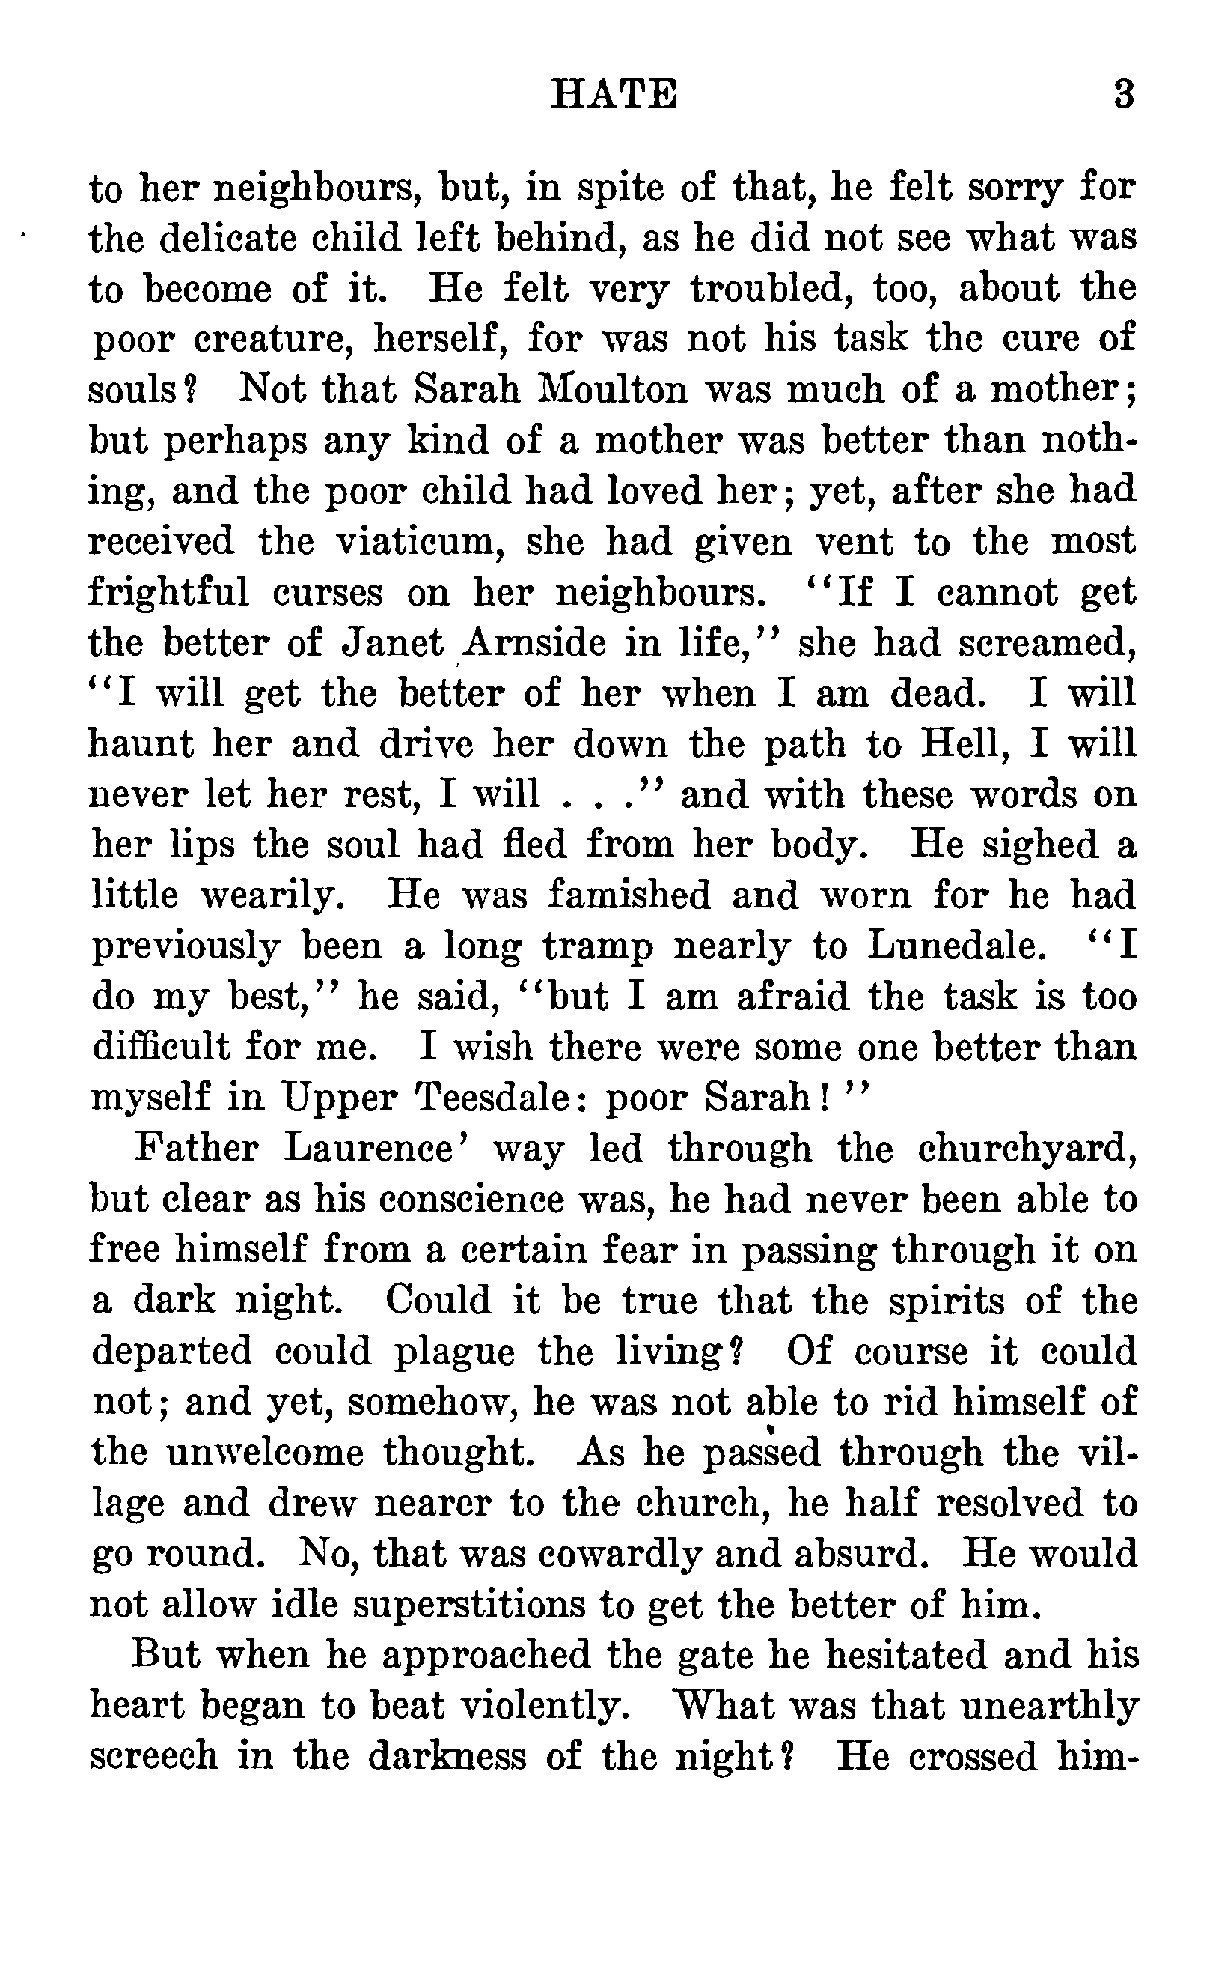 HATE 3
to her neighbours, but, in spite of that, he felt sorry for
the delicate child left behind, as he did not see what was
to become of it. He felt very troubled, too, about the
poor creature, herself, for was not his task the cure of
souls? Not that Sarah Moulton was much of a mother;
but perhaps any kind of a mother was better than noth-
ing, and the poor child had loved her; yet, after she had
received the viaticum, she had given vent to the most
frightful curses on her neighbours. "If I cannot get
the better of Janet Arnside in life," she had screamed,
"I will get the better of her when I am dead. I will
haunt her and drive her down the path to Hell, I will
never let her rest, I will . . ." and with these words on
her lips the soul had fled from her body. He sighed a
little wearily. He was famished and worn for he had
previously been a long tramp nearly to Lunedale. "I
do my best," he said, "but I am afraid the task is too
difficult for me. I wish there were some one better than
myself in Upper Teesdale: poor Sarah!"
Father Laurence' way led through the churchyard,
but clear as his conscience was, he had never been able to
free himself from a certain fear in passing through it on
a dark night. Could it be true that the spirits of the
departed could plague the living? Of course it could
not; and yet, somehow, he was not able to rid himself of
the unwelcome thought. As he passed through the vil-
lage and drew nearer to the church, he half resolved to
go round. No, that was cowardly and absurd. He would
not allow idle superstitions to get the better of him.
But when he approached the gate he hesitated and his
heart began to beat violently. What was that unearthly
screech in the darkness of the night? He crossed him-